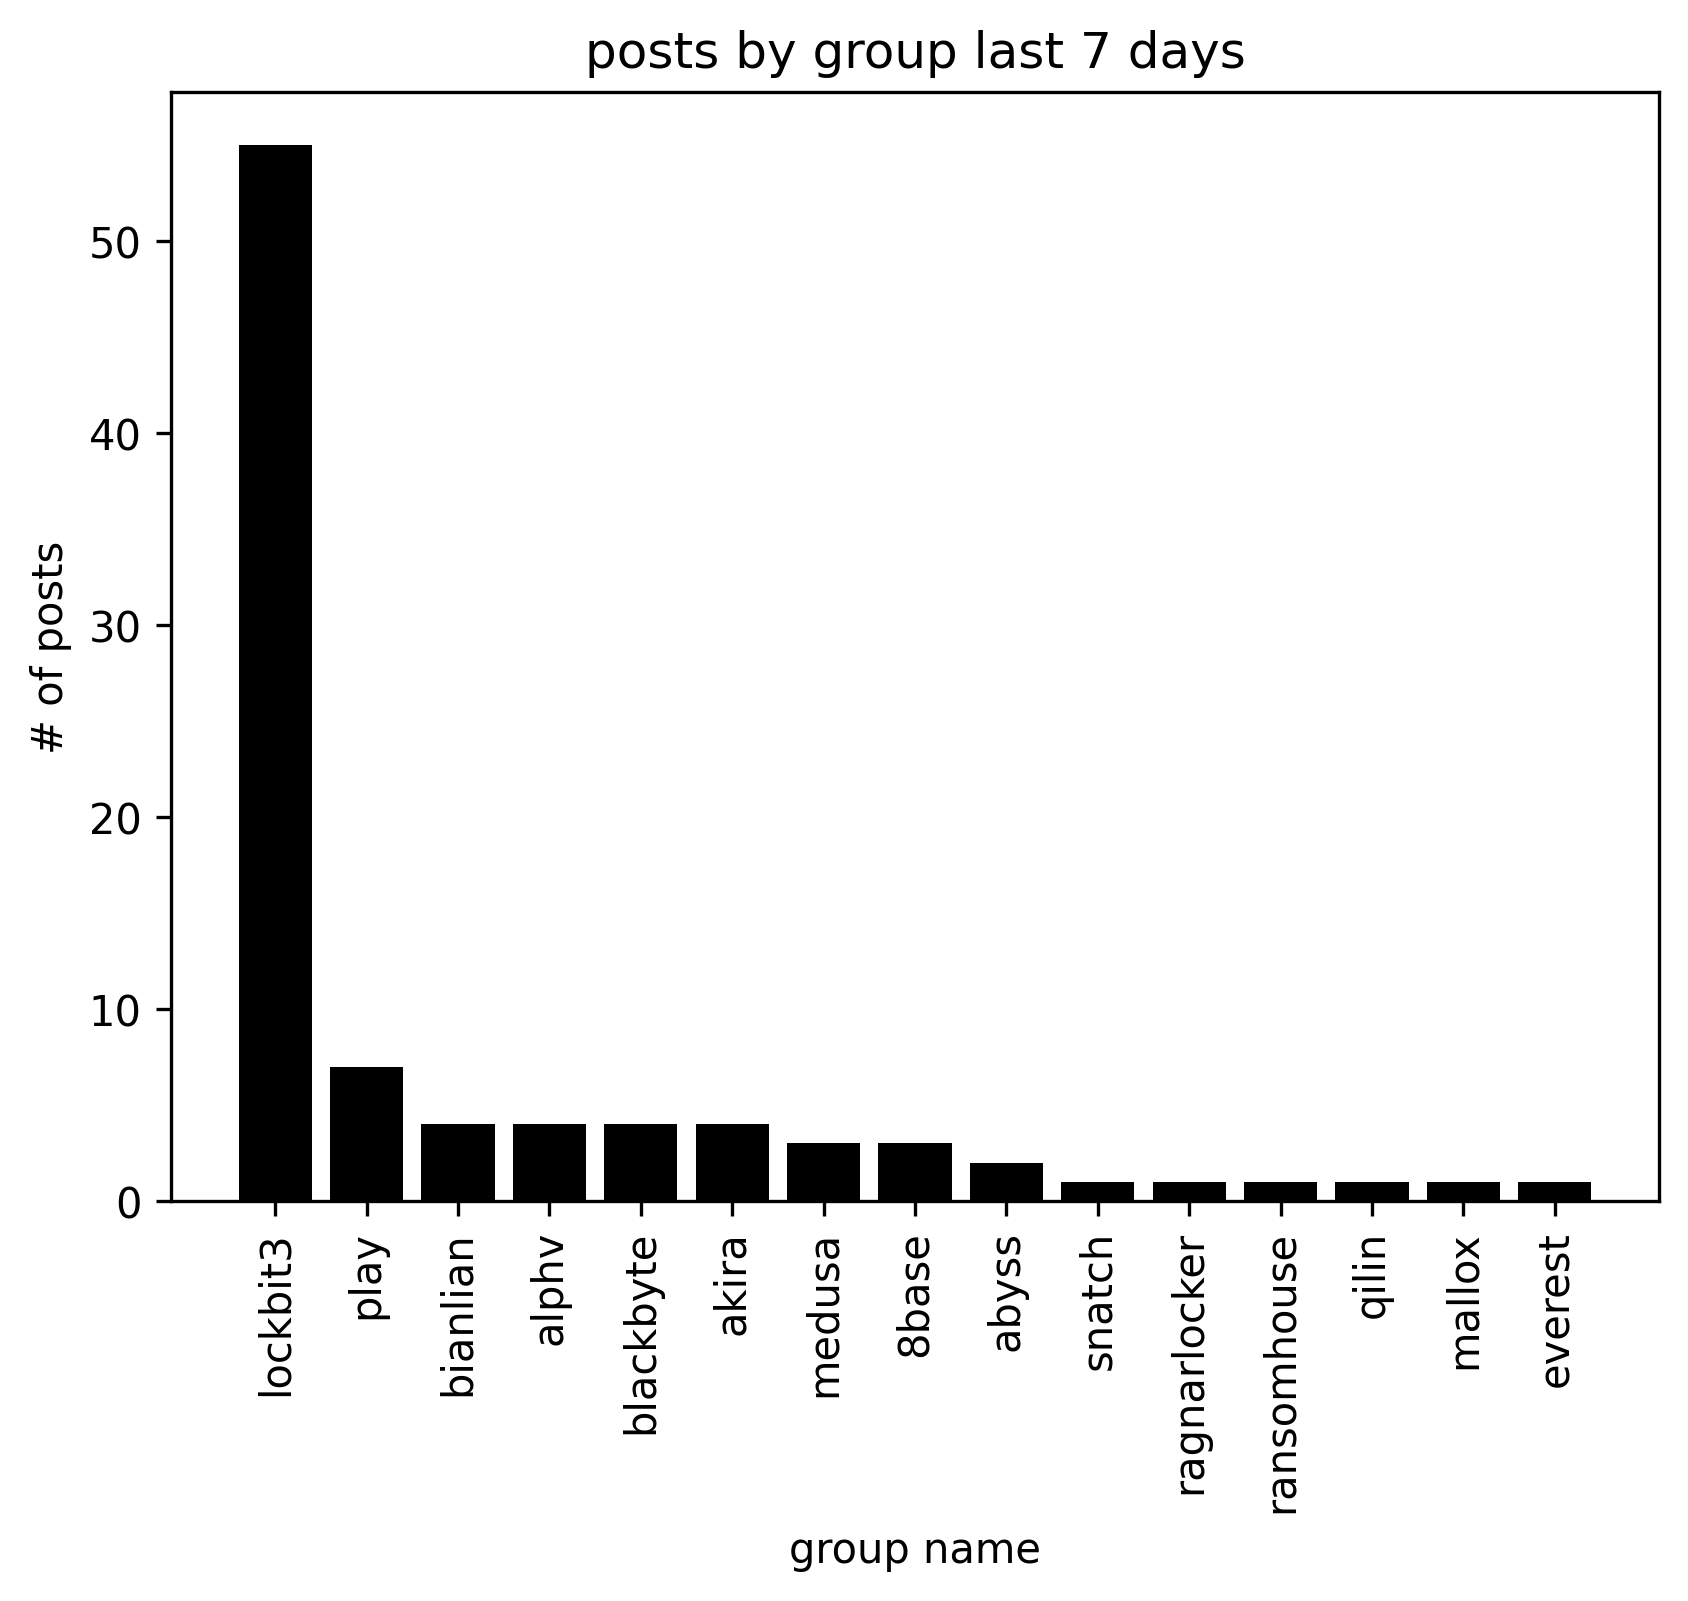 posts by group last 7 days
# of posts
50
40
30
20
10
0
lockbit3
play
bianlian
alphv
blackbyte
akira
medusa
8base
abyss
snatch
ragnarlocker
ransomhouse
qilin
mallox
everest
group name